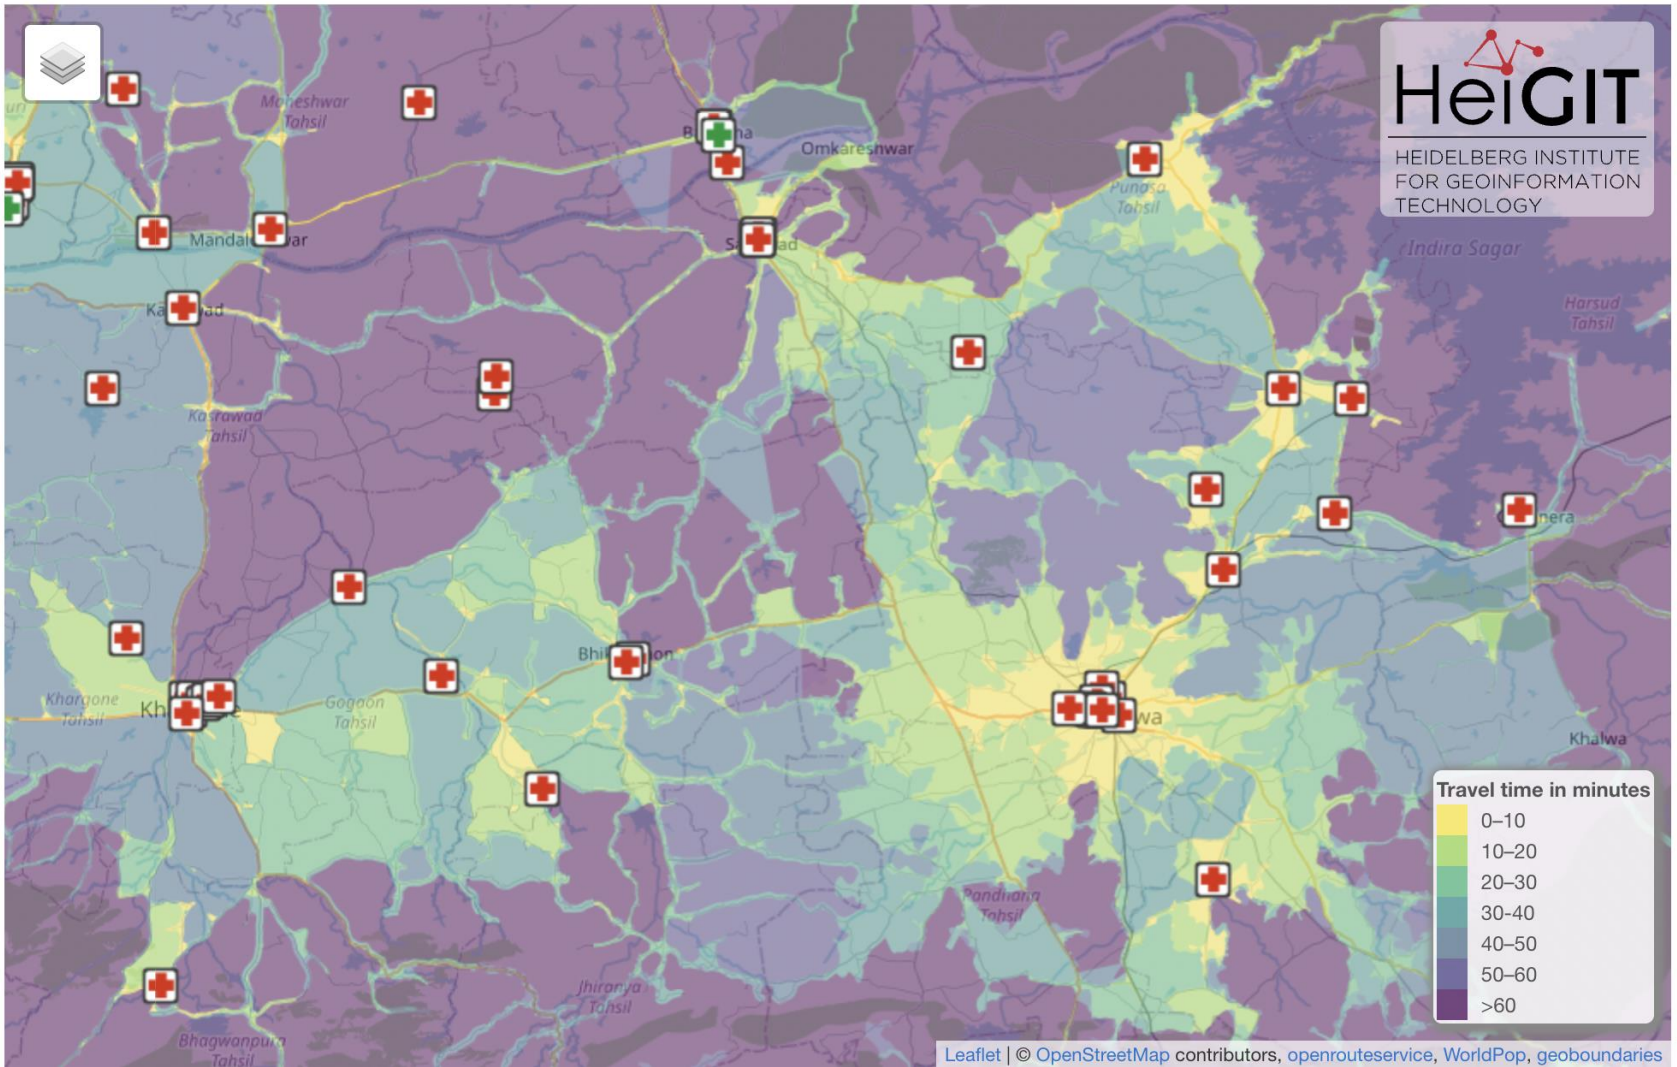 HeiGIT
HEIDELBERG INSTITUTE
FOR GEOINFORMATION
TECHNOLOGY
Maheshwar
Tahsil
Omkareshwar
Punasa
Tahsil
Indira Sagar
Harsud
Tahsil
Kasrawad
Tahsil
Khargone
Tahsil
Gogaon
Tahsil
Khalwa
Pandhana
Tahsil
Jhiranya
Tahsil
Bhagwanpura
Tahsil
Travel time in minutes
0–10
10–20
20–30
30-40
40–50
50–60
>60
Leaflet | © OpenStreetMap contributors, openrouteservice, WorldPop, geoboundaries